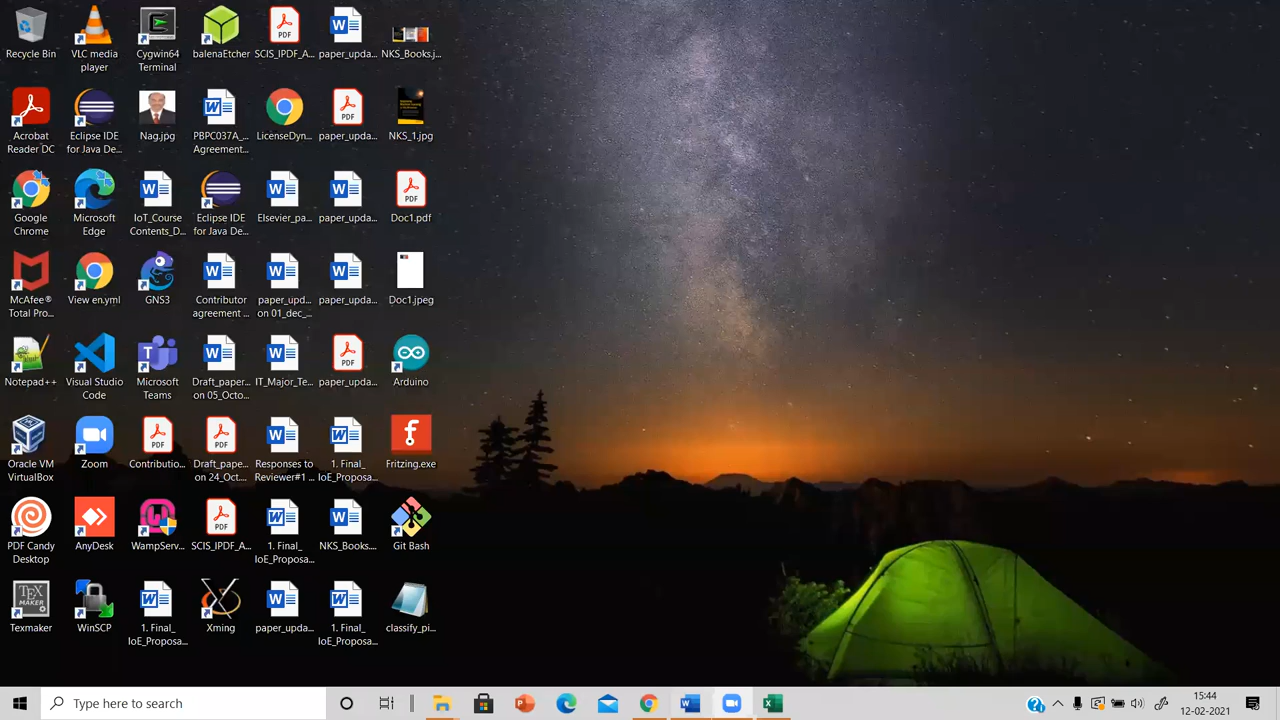 Recycle Bin
VLC media
player
Cygwin64
Terminal
balenaEtcher
SCIS_IPDF_A...
paper_upda...
NKS_Books.j...
Acrobat
Reader DC
Eclipse IDE
for Java De...
Nag.jpg
PBPC037A_...
Agreement...
LicenseDyn...
paper_upda...
NKS_1.jpg
Google
Chrome
Microsoft
Edge
IoT_Course
Contents_D...
Eclipse IDE
for Java De...
Elsevier_pa...
paper_upda...
Doc1.pdf
McAfee®
Total Pro...
View en.yml
GNS3
Contributor
agreement ...
paper_upd...
on 01_dec_...
paper_upda...
Doc1.jpeg
Notepad++
Visual Studio
Code
Microsoft
Teams
Draft_paper...
on 05_Octo...
IT_Major_Te...
paper_upda...
Arduino
Oracle VM
VirtualBox
Zoom
Contributio...
Draft_pape...
on 24_Oct...
Responses to
Reviewer#1 ...
1. Final_
IoE_Proposa...
Fritzing.exe
PDF Candy
Desktop
AnyDesk
WampServ...
SCIS_IPDF_A...
1. Final_
IoE_Proposa...
NKS_Books....
Git Bash
Texmaker
WinSCP
1. Final_
IoE_Proposa...
Xming
paper_upda...
1. Final_
IoE_Proposa...
classify_pi...
Type here to search
15:44
12-02-2021